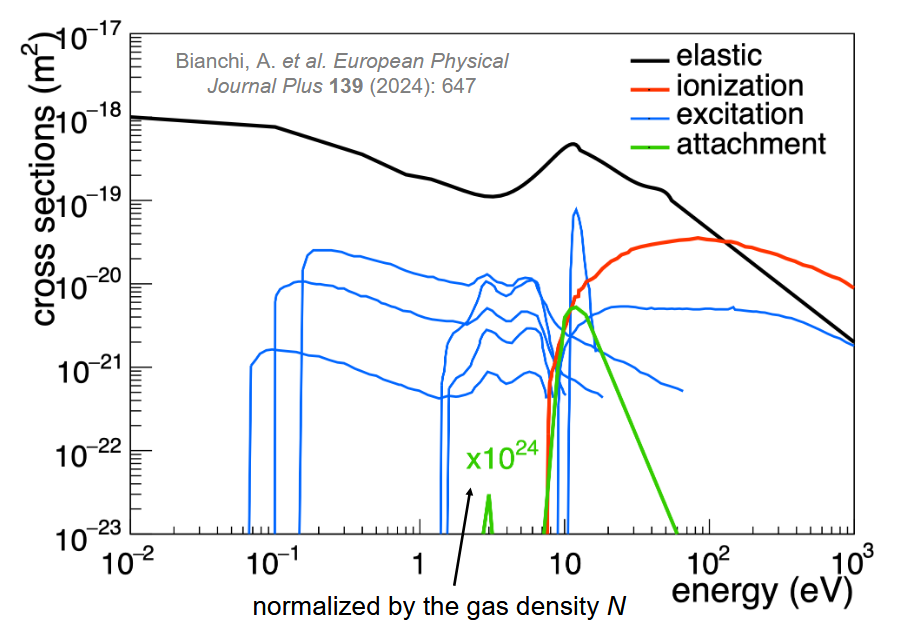 10⁻¹⁷
Bianchi, A. et al. European Physical
Journal Plus 139 (2024): 647
elastic
ionization
excitation
attachment
cross sections (m²)
10⁻¹⁸
10⁻¹⁹
10⁻²⁰
10⁻²¹
10⁻²²
10⁻²³
x10²⁴
10⁻²
10⁻¹
1
10
10²
10³
energy (eV)
normalized by the gas density N